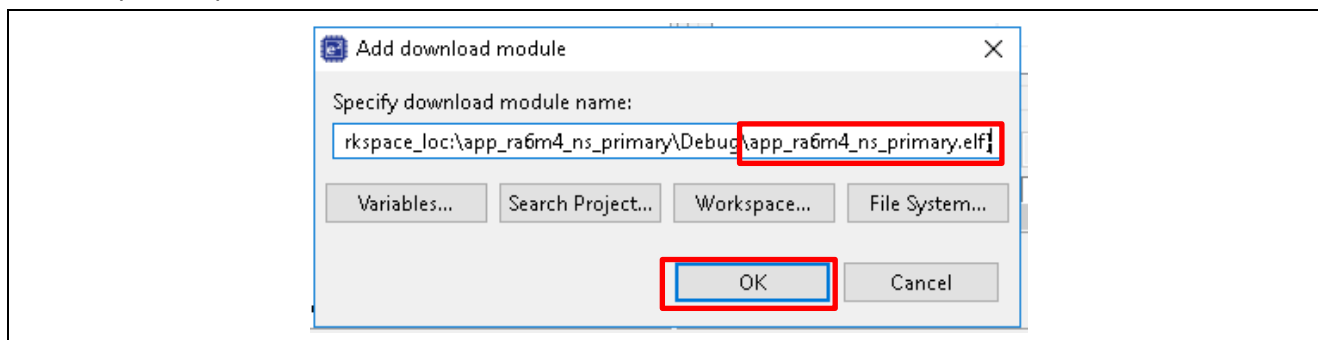 Add download module
Specify download module name:
rkspace_loc:\app_ra6m4_ns_primary\Debug\app_ra6m4_ns_primary.elf}
Variables... Search Project... Workspace... File System...
OK Cancel